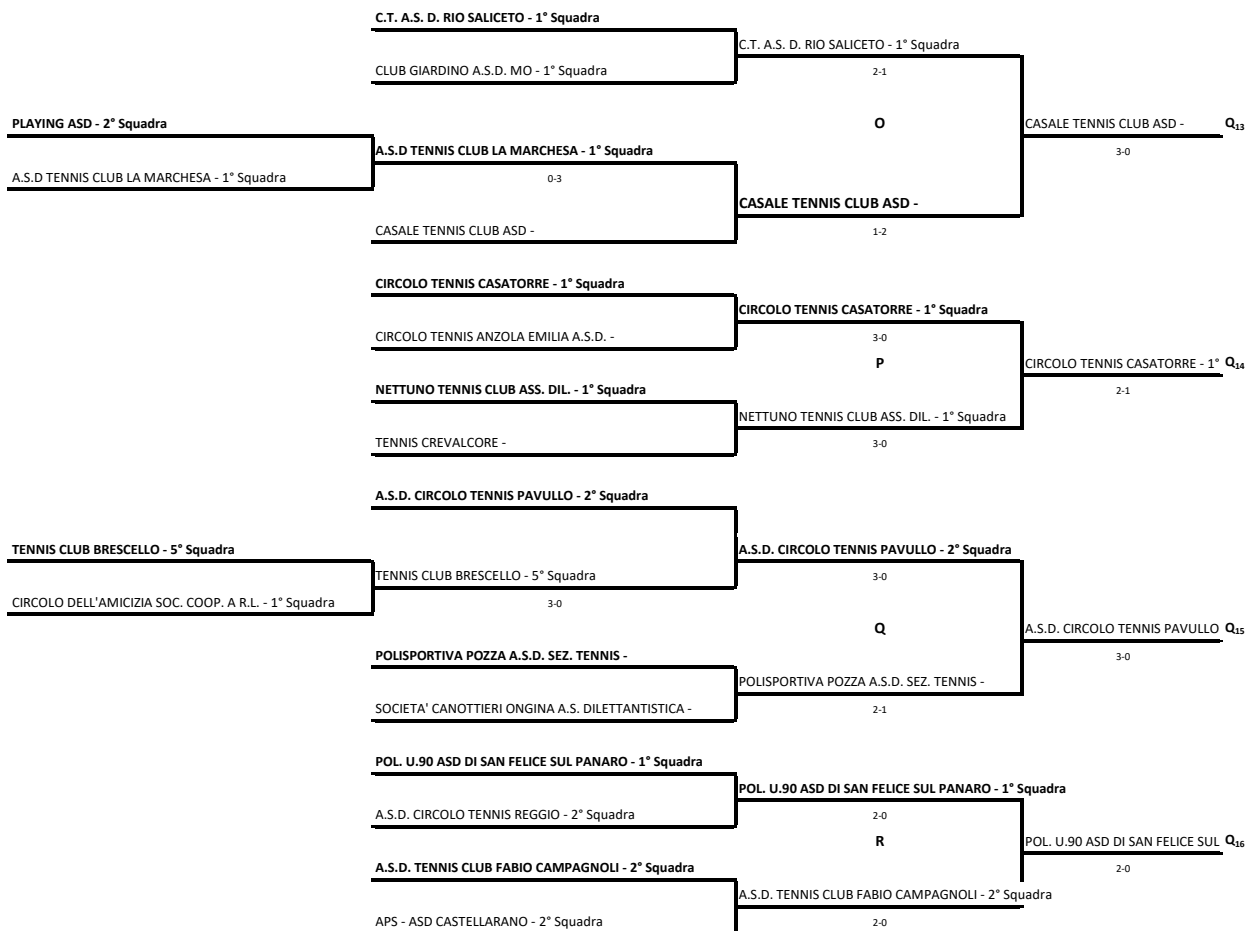 C.T. A.S. D. RIO SALICETO - 1° Squadra
C.T. A.S. D. RIO SALICETO - 1° Squadra
CLUB GIARDINO A.S.D. MO - 1° Squadra
2-1
PLAYING ASD - 2° Squadra
O
CASALE TENNIS CLUB ASD -
Q13
A.S.D TENNIS CLUB LA MARCHESA - 1° Squadra
3-0
A.S.D TENNIS CLUB LA MARCHESA - 1° Squadra
0-3
CASALE TENNIS CLUB ASD -
CASALE TENNIS CLUB ASD -
1-2
CIRCOLO TENNIS CASATORRE - 1° Squadra
CIRCOLO TENNIS CASATORRE - 1° Squadra
CIRCOLO TENNIS ANZOLA EMILIA A.S.D. -
3-0
P
CIRCOLO TENNIS CASATORRE - 1°
Q14
NETTUNO TENNIS CLUB ASS. DIL. - 1° Squadra
2-1
NETTUNO TENNIS CLUB ASS. DIL. - 1° Squadra
TENNIS CREVALCORE -
3-0
A.S.D. CIRCOLO TENNIS PAVULLO - 2° Squadra
TENNIS CLUB BRESCELLO - 5° Squadra
A.S.D. CIRCOLO TENNIS PAVULLO - 2° Squadra
TENNIS CLUB BRESCELLO - 5° Squadra
3-0
CIRCOLO DELL'AMICIZIA SOC. COOP. A R.L. - 1° Squadra
3-0
Q
A.S.D. CIRCOLO TENNIS PAVULLO
Q15
POLISPORTIVA POZZA A.S.D. SEZ. TENNIS -
3-0
POLISPORTIVA POZZA A.S.D. SEZ. TENNIS -
SOCIETA' CANOTTIERI ONGINA A.S. DILETTANTISTICA -
2-1
POL. U.90 ASD DI SAN FELICE SUL PANARO - 1° Squadra
POL. U.90 ASD DI SAN FELICE SUL PANARO - 1° Squadra
A.S.D. CIRCOLO TENNIS REGGIO - 2° Squadra
2-0
R
POL. U.90 ASD DI SAN FELICE SUL
Q16
A.S.D. TENNIS CLUB FABIO CAMPAGNOLI - 2° Squadra
2-0
A.S.D. TENNIS CLUB FABIO CAMPAGNOLI - 2° Squadra
APS - ASD CASTELLARANO - 2° Squadra
2-0